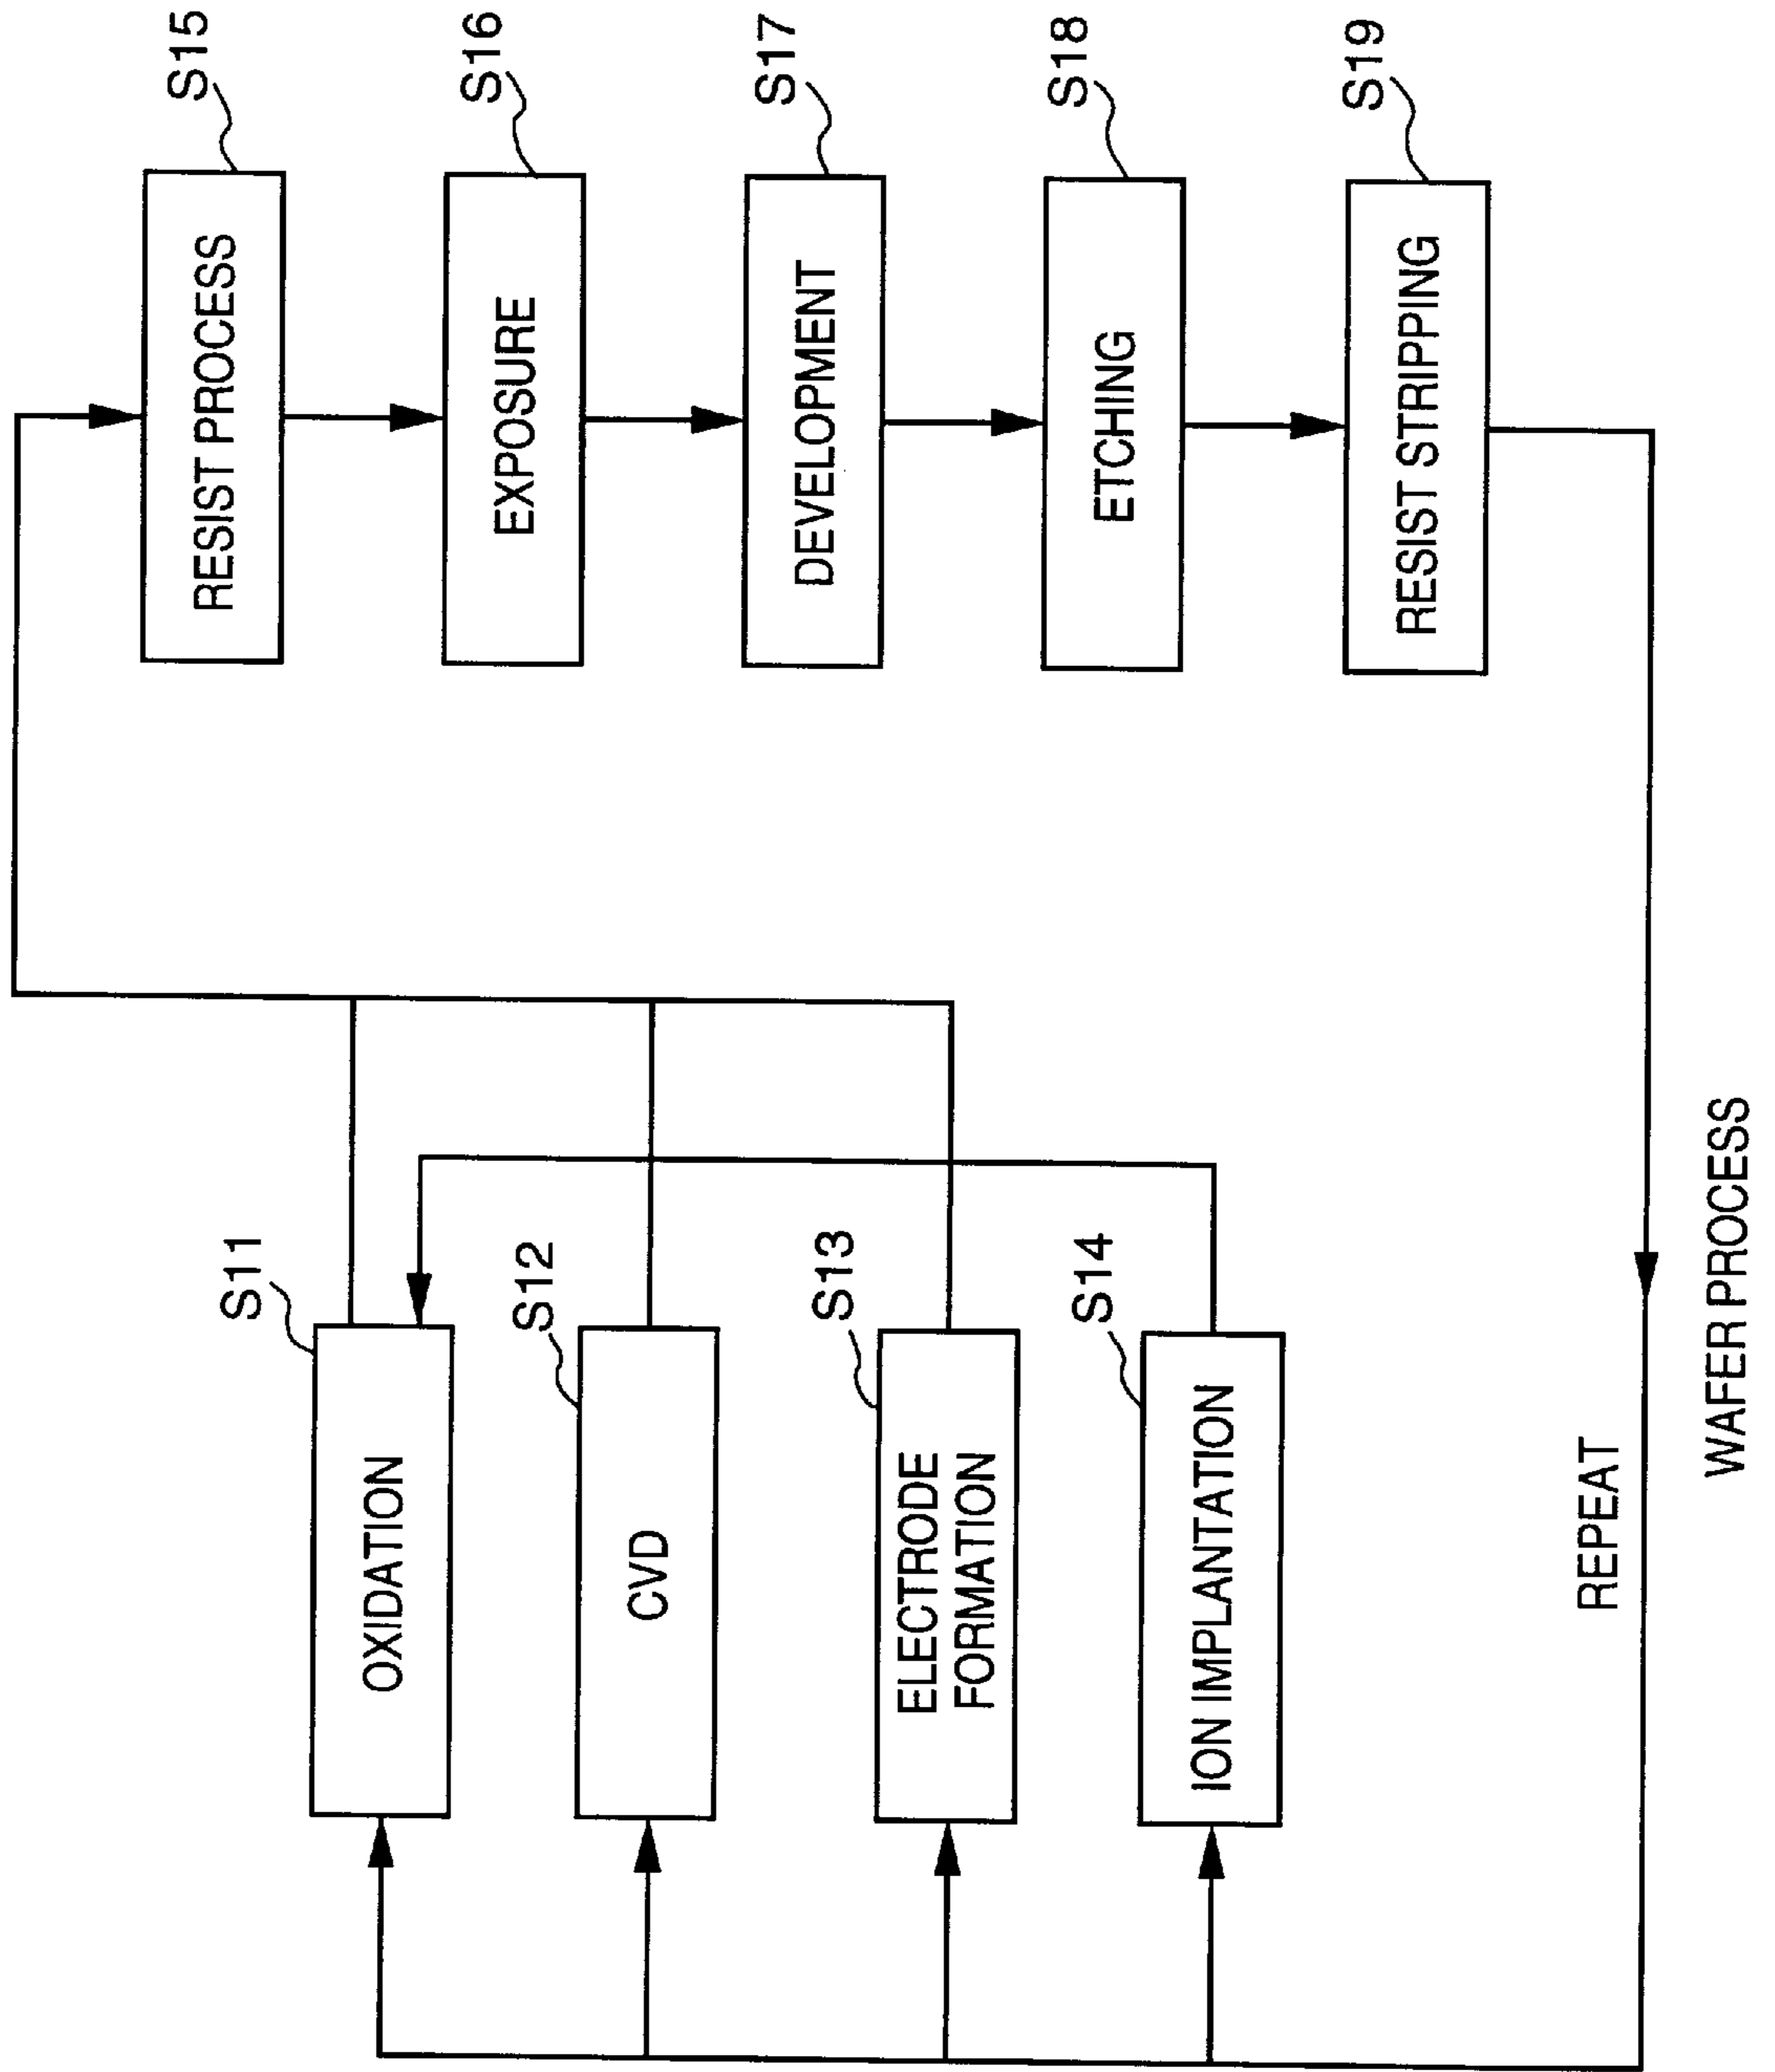 S11
OXIDATION
S12
CVD
S13
ELECTRODE
FORMATION
S14
ION IMPLANTATION
S15
RESIST PROCESS
S16
EXPOSURE
S17
DEVELOPMENT
S18
ETCHING
S19
RESIST STRIPPING
REPEAT
WAFER PROCESS